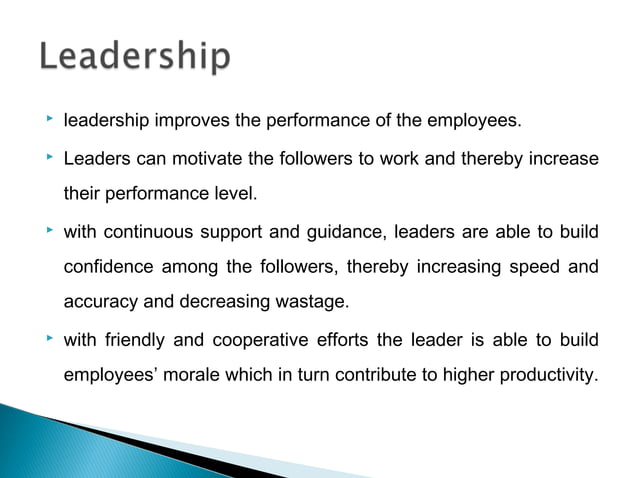 Leadership
leadership improves the performance of the employees.
Leaders can motivate the followers to work and thereby increase
their performance level.
with continuous support and guidance, leaders are able to build
confidence among the followers, thereby increasing speed and
accuracy and decreasing wastage.
with friendly and cooperative efforts the leader is able to build
employees’ morale which in turn contribute to higher productivity.